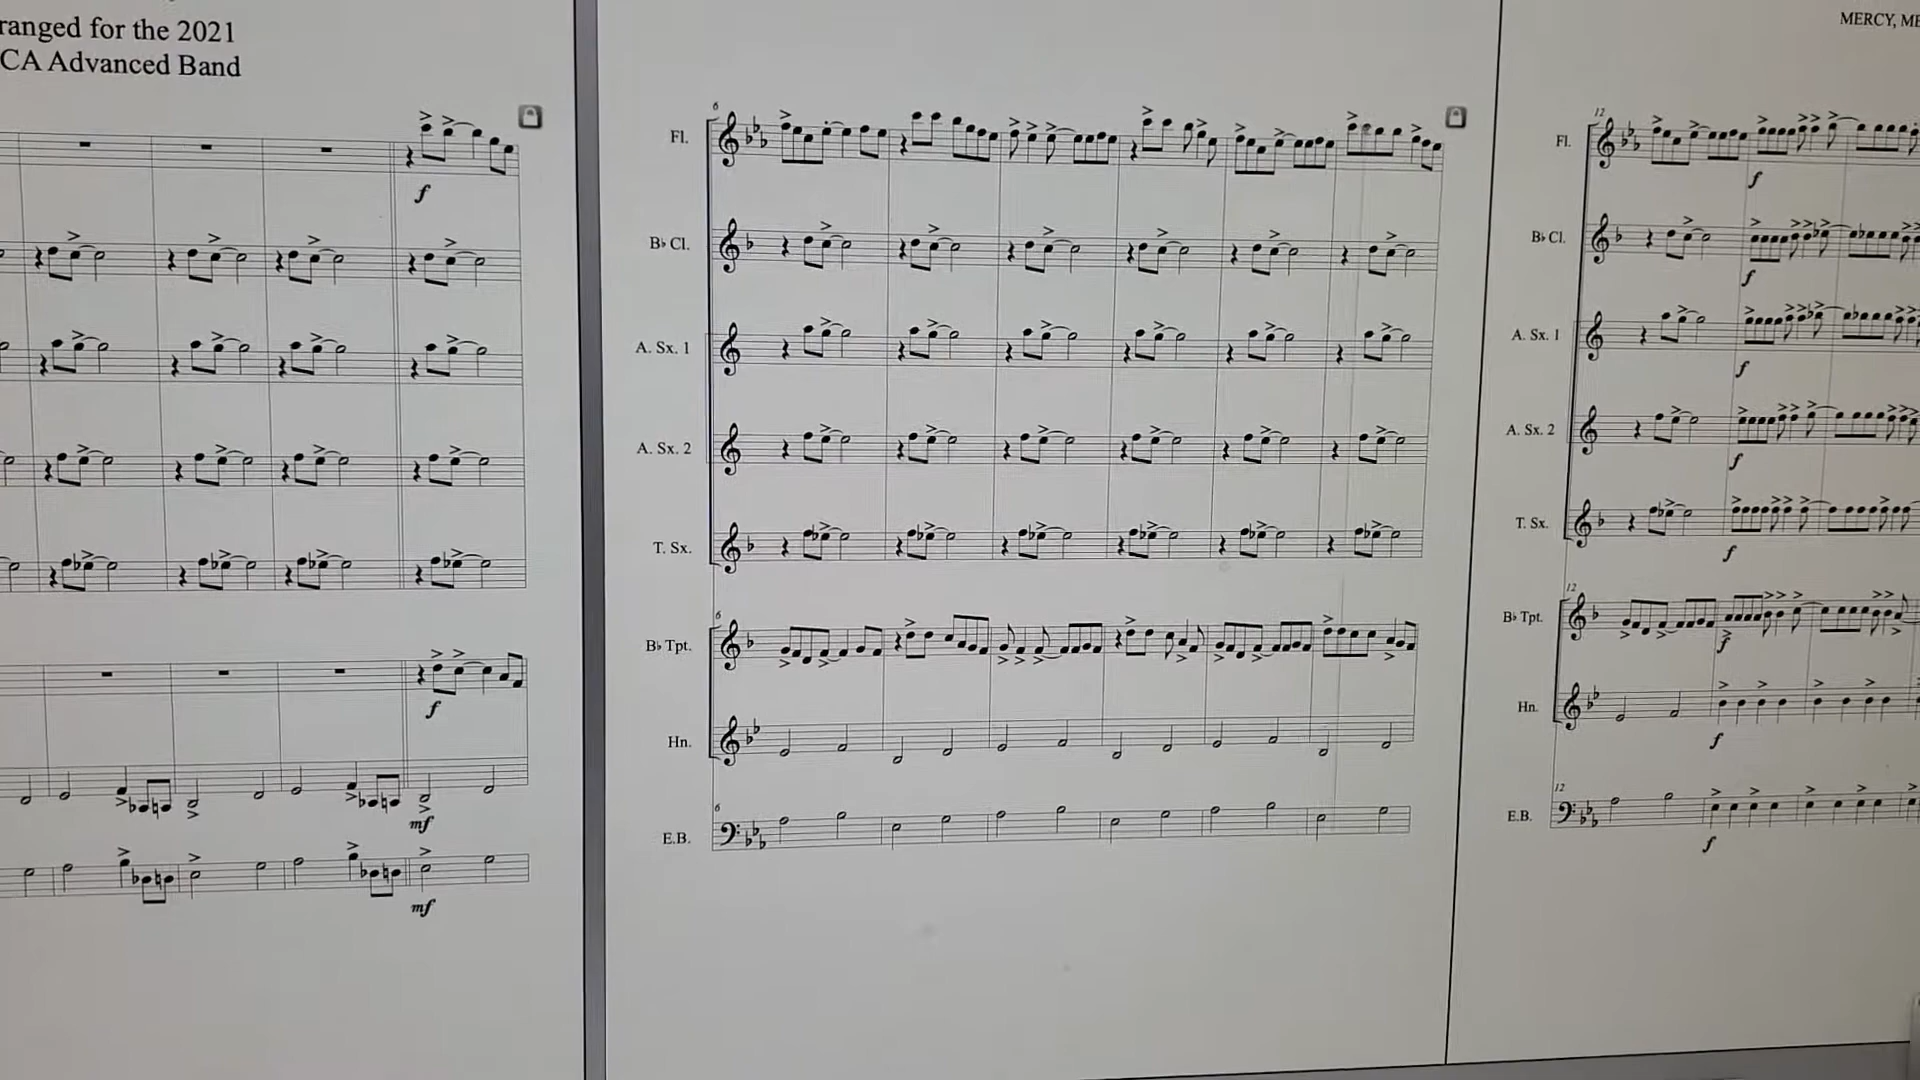 ranged for the 2021
CA Advanced Band
f
f
mf
mf
6
Fl.
B♭ Cl.
A. Sx. 1
A. Sx. 2
T. Sx.
6
B♭ Tpt.
Hn.
6
E.B.
MERCY, ME
12
Fl.
f
B♭ Cl.
f
A. Sx. 1
f
A. Sx. 2
f
T. Sx.
f
12
B♭ Tpt.
f
Hn.
f
12
E.B.
f